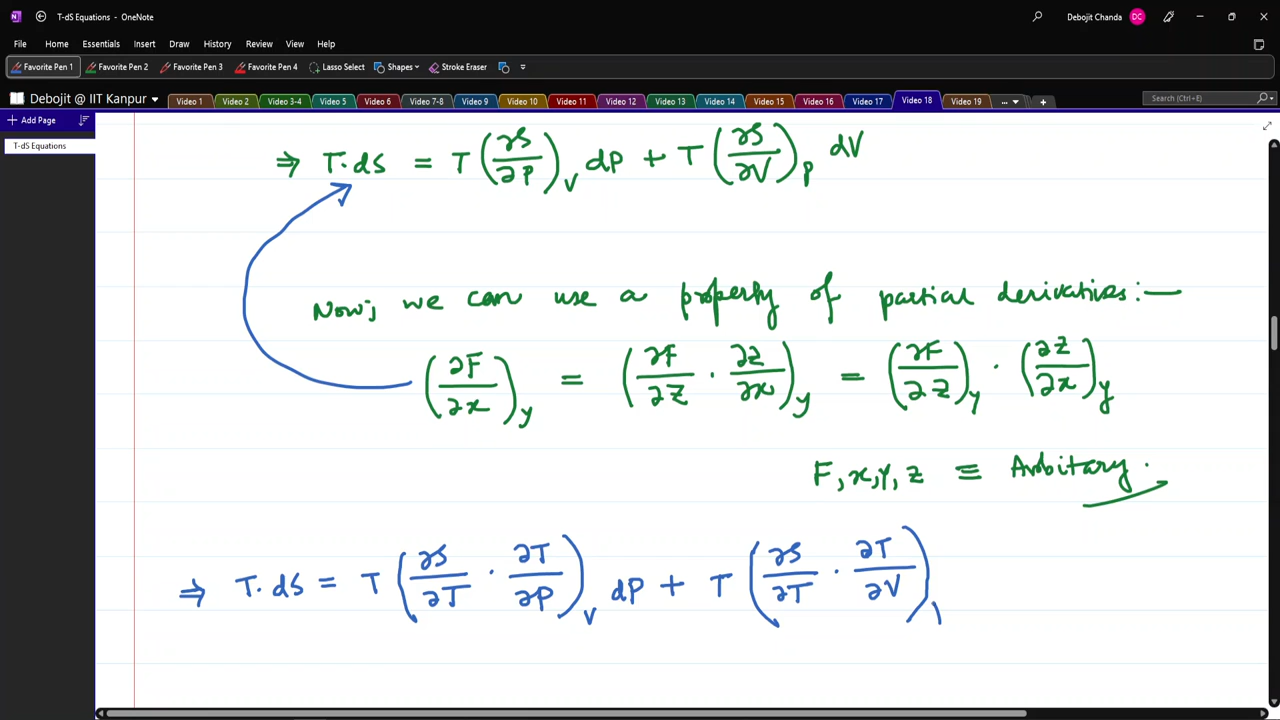 T-dS Equations - OneNote
Debojit Chanda DC
File Home Essentials Insert Draw History Review View Help
Favorite Pen 1 Favorite Pen 2 Favorite Pen 3 Favorite Pen 4 Lasso Select Shapes Stroke Eraser
Debojit @ IIT Kanpur Video 1 Video 2 Video 3-4 Video 5 Video 6 Video 7-8 Video 9 Video 10 Video 11 Video 12 Video 13 Video 14 Video 15 Video 16 Video 17 Video 18 Video 19 ... + Search (Ctrl+E)
+ Add Page
T-dS Equations
⇒ T·dS = T (∂S/∂P)_V dP + T (∂S/∂V)_P dV
Now; we can use a property of partial derivatives:—
(∂F/∂x)_y = (∂F/∂z · ∂z/∂x)_y = (∂F/∂z)_y · (∂z/∂x)_y
F, x, y, z ≡ Arbitary.
⇒ T·dS = T (∂S/∂T · ∂T/∂P)_V dP + T (∂S/∂T · ∂T/∂V)